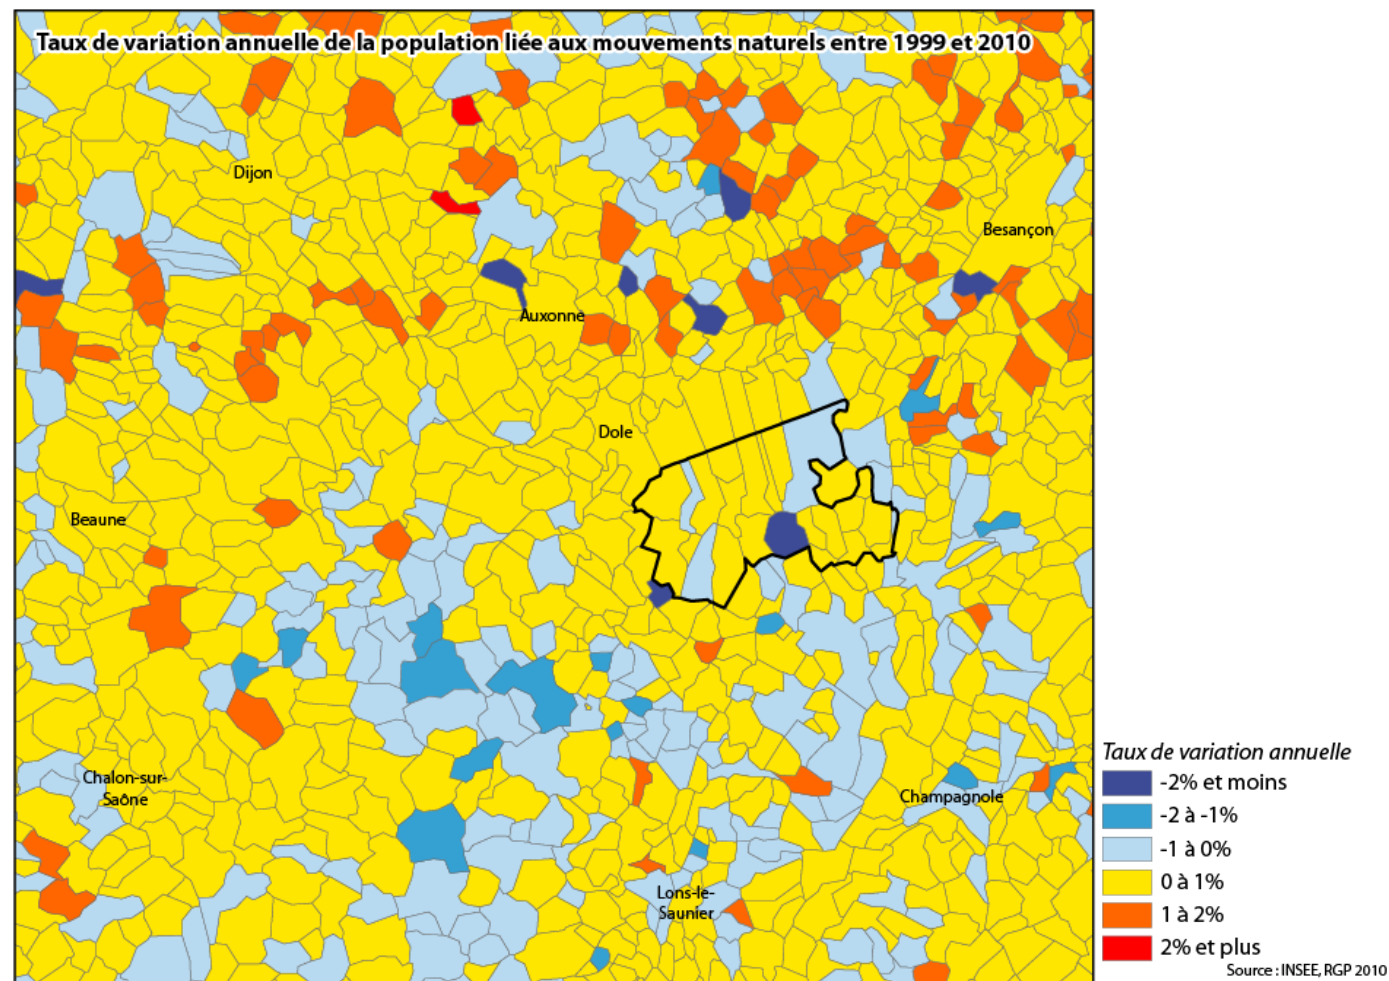 Taux de variation annuelle de la population liée aux mouvements naturels entre 1999 et 2010
Dijon
Besançon
Auxonne
Dole
Beaune
Chalon-sur-
Saône
Champagnole
Lons-le-
Saunier
Taux de variation annuelle
-2% et moins
-2 à -1%
-1 à 0%
0 à 1%
1 à 2%
2% et plus
Source : INSEE, RGP 2010